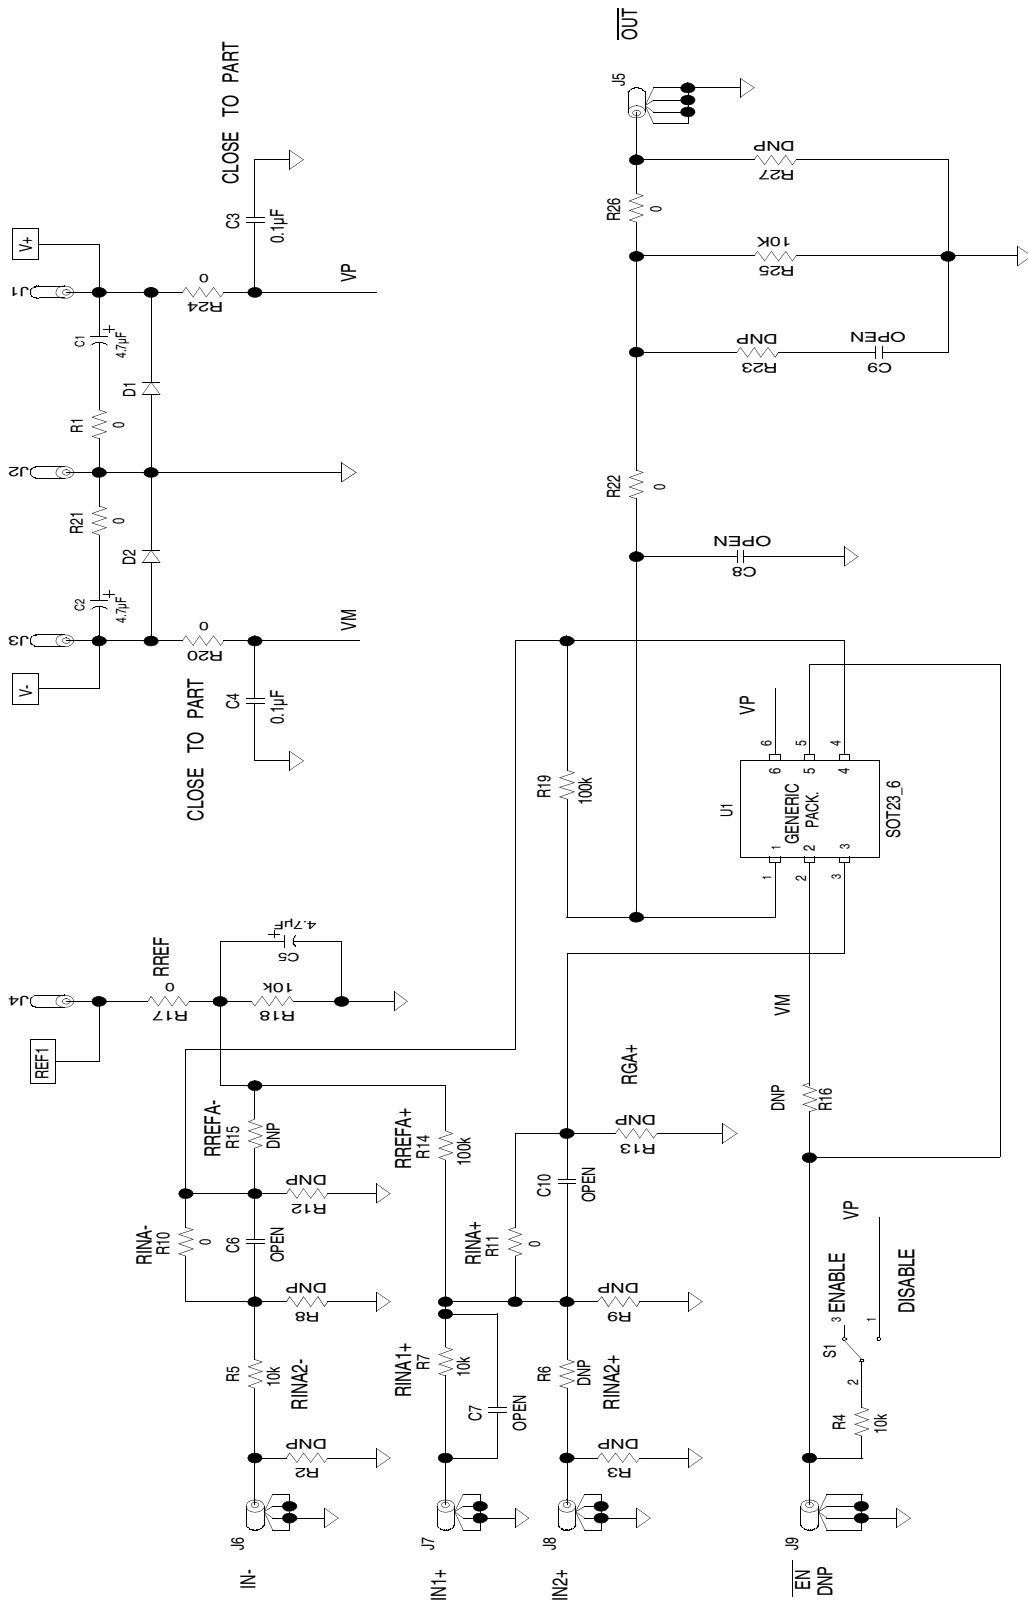 IN-
J6
R2
DNP
R5
10k
RINA2-
R8
DNP
RINA-
R10
0
C6
OPEN
R12
DNP
RREFA-
R15
DNP
REF1
J4
R17
0
RREF
R18
10k
C5
+
4.7µF
IN1+
J7
C7
OPEN
RINA1+
R7
10k
RREFA+
R14
100k
IN2+
J8
R3
DNP
R6
DNP
RINA2+
R9
DNP
RINA+
R11
0
C10
OPEN
R13
DNP
RGA+
EN
DNP
J9
R4
10k
2
S1
3
ENABLE
1
DISABLE
VP
DNP
R16
VM
1
2
3
1
2
3
U1
GENERIC
PACK.
SOT23_6
6
5
4
6
5
4
VP
R19
100k
V-
J3
C2
+
4.7µF
R21
0
J2
R1
0
C1
+
4.7µF
J1
V+
D2
D1
R20
0
R24
0
C4
0.1µF
CLOSE TO PART
VM
C3
0.1µF
CLOSE TO PART
VP
C8
OPEN
R22
0
R23
DNP
C9
OPEN
R25
10K
R26
0
R27
DNP
J5
OUT